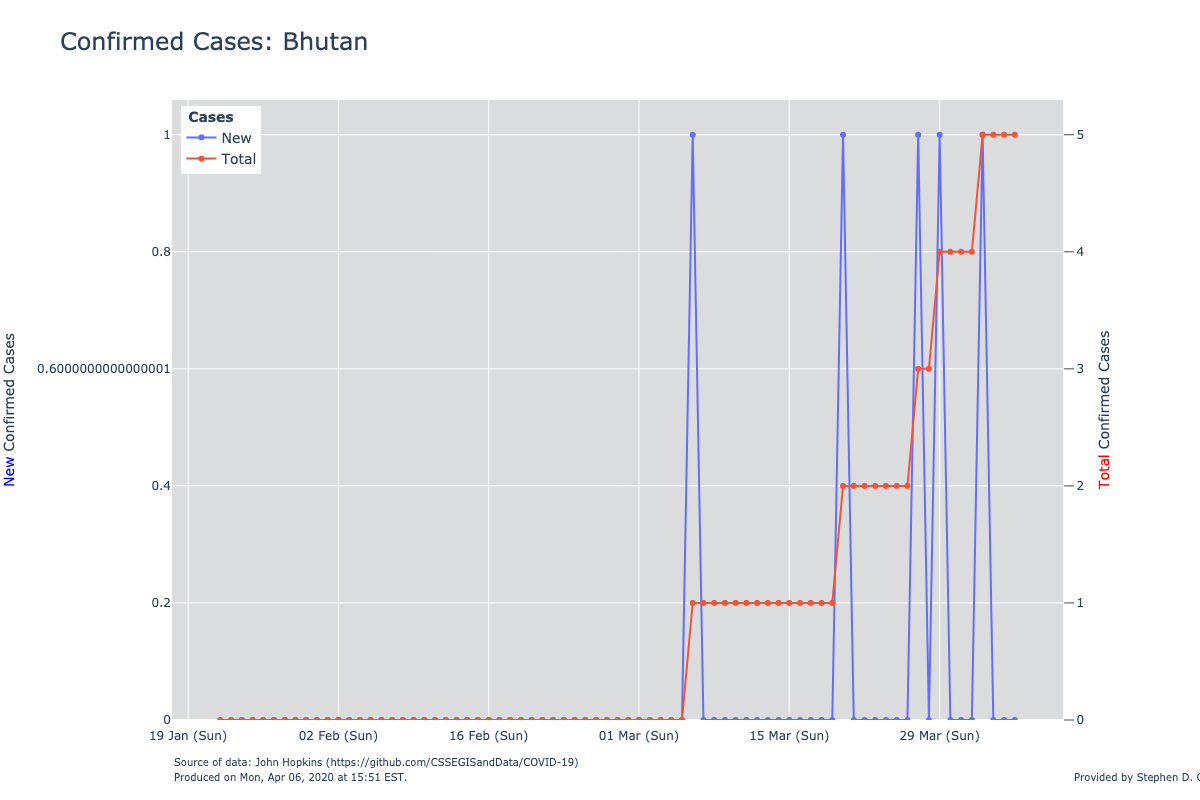 Confirmed Cases: Bhutan
Cases
New
Total
1
0.8
0.6000000000000001
0.4
0.2
0
5
4
3
2
1
0
New Confirmed Cases
Total Confirmed Cases
19 Jan (Sun)
02 Feb (Sun)
16 Feb (Sun)
01 Mar (Sun)
15 Mar (Sun)
29 Mar (Sun)
Source of data: John Hopkins (https://github.com/CSSEGISandData/COVID-19)
Produced on Mon, Apr 06, 2020 at 15:51 EST.
Provided by Stephen D.